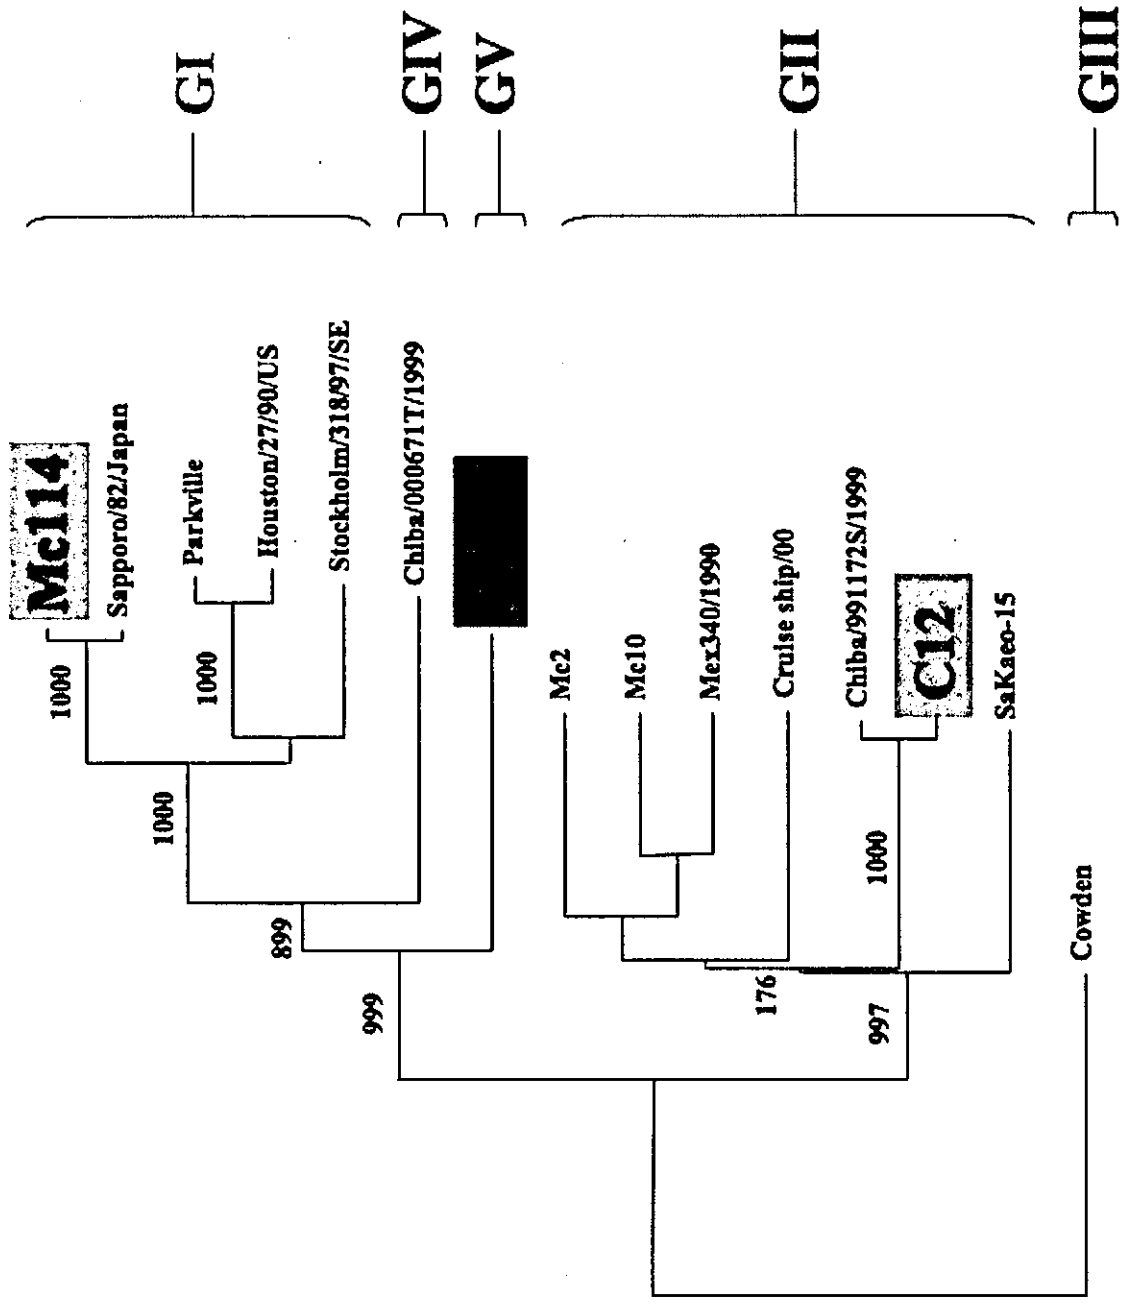 GI
GIV
GV
GII
GIII
Mc114
Sapporo/82/Japan
Parkville
Houston/27/90/US
Stockholm/318/97/SE
Chiba/000671T/1999
Mc2
Mc10
Mex340/1990
Cruise ship/00
Chiba/991172S/1999
C12
SaKaeo-15
Cowden
1000
1000
1000
899
999
1000
176
997